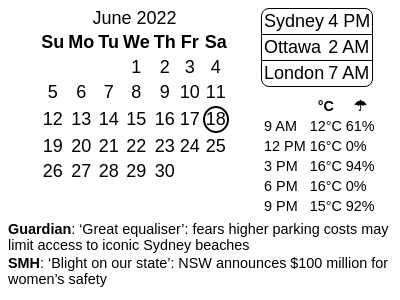 June 2022
Su Mo Tu We Th Fr Sa
1 2 3 4
5 6 7 8 9 10 11
12 13 14 15 16 17 18
19 20 21 22 23 24 25
26 27 28 29 30
Sydney 4 PM
Ottawa 2 AM
London 7 AM
°C ☂
9 AM 12°C 61%
12 PM 16°C 0%
3 PM 16°C 94%
6 PM 16°C 0%
9 PM 15°C 92%
Guardian: ‘Great equaliser’: fears higher parking costs may
limit access to iconic Sydney beaches
SMH: ‘Blight on our state’: NSW announces $100 million for
women’s safety